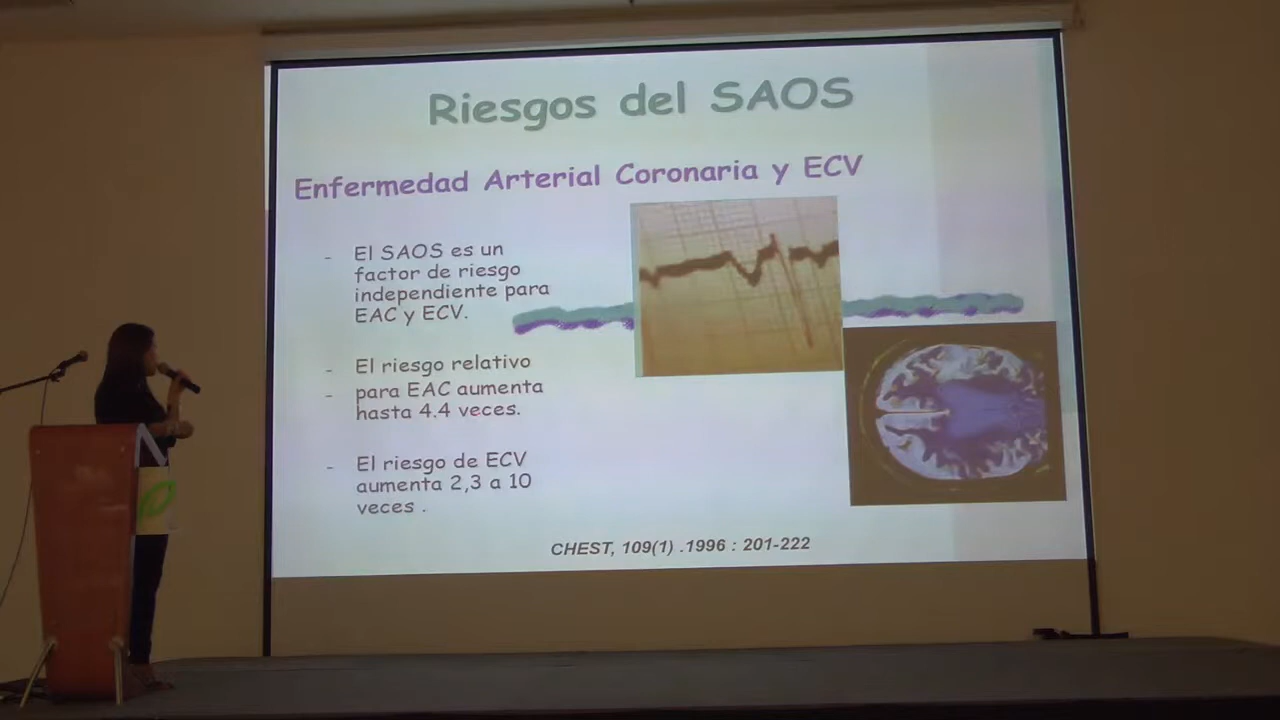 Riesgos del SAOS
Enfermedad Arterial Coronaria y ECV
- El SAOS es un
factor de riesgo
independiente para
EAC y ECV.
- El riesgo relativo
- para EAC aumenta
hasta 4.4 veces.
- El riesgo de ECV
aumenta 2,3 a 10
veces .
CHEST, 109(1) .1996 : 201-222